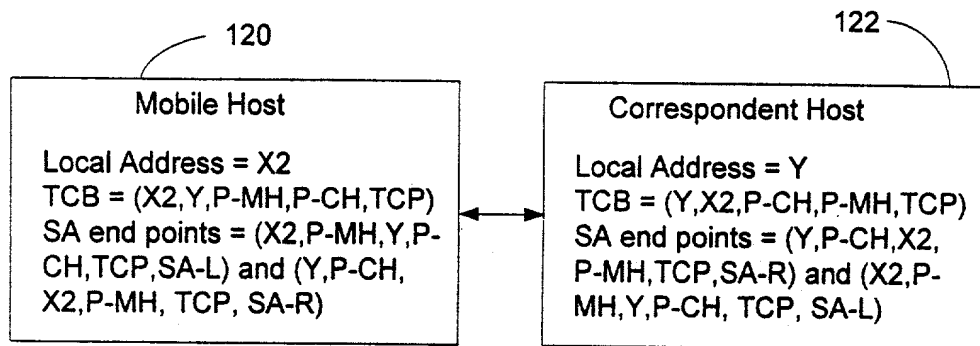 120
Mobile Host
Local Address = X2
TCB = (X2,Y,P-MH,P-CH,TCP)
SA end points = (X2,P-MH,Y,P-
CH,TCP,SA-L) and (Y,P-CH,
X2,P-MH, TCP, SA-R)
122
Correspondent Host
Local Address = Y
TCB = (Y,X2,P-CH,P-MH,TCP)
SA end points = (Y,P-CH,X2,
P-MH,TCP,SA-R) and (X2,P-
MH,Y,P-CH, TCP, SA-L)